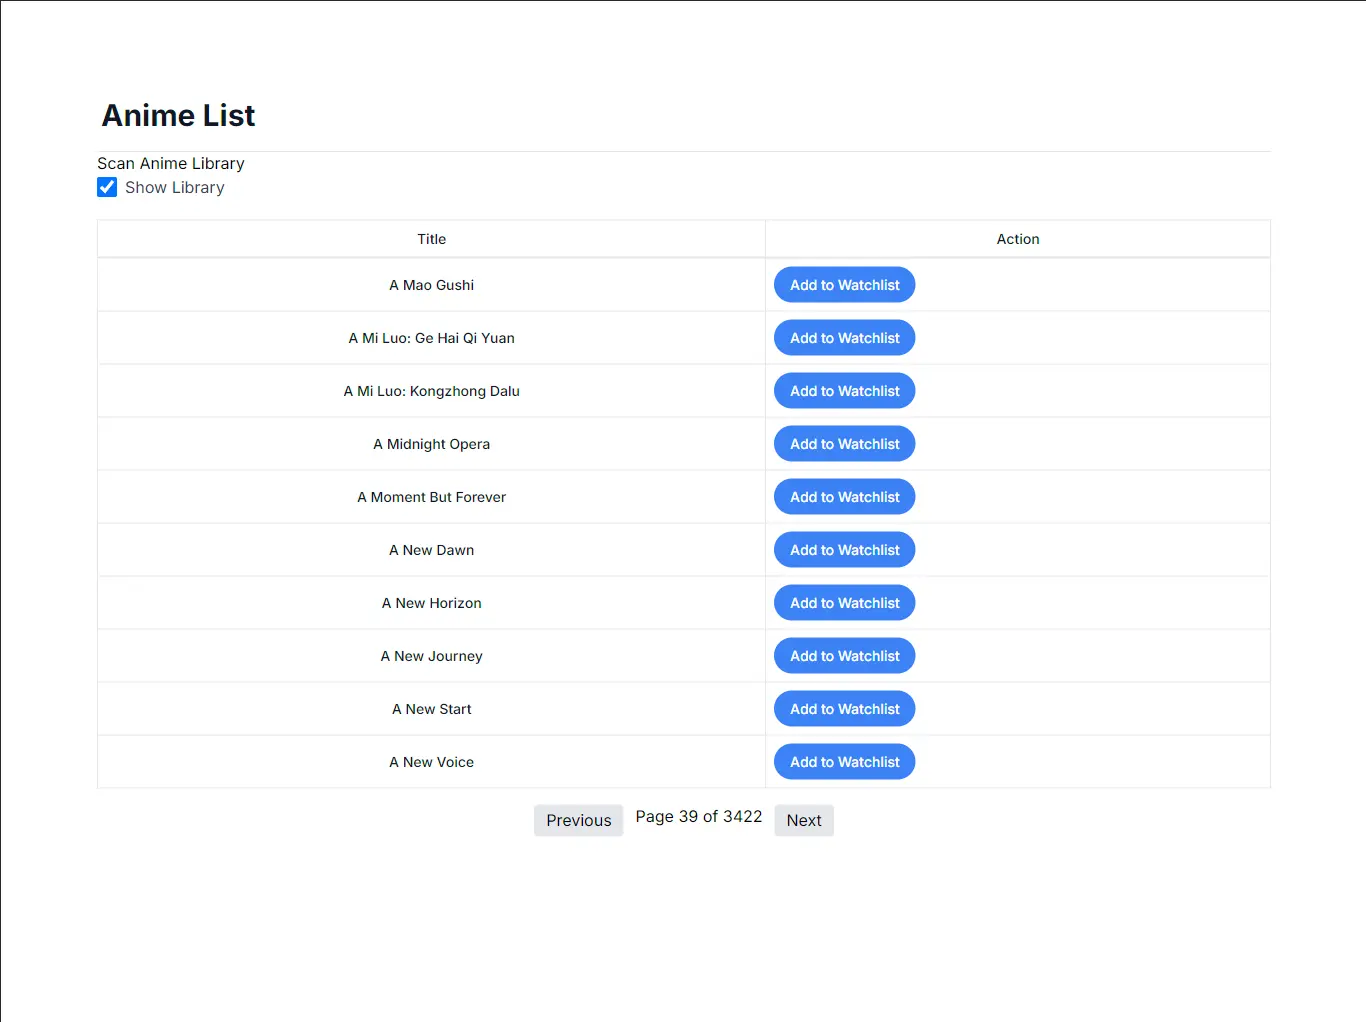 Anime List
Scan Anime Library
Show Library
Title Action
A Mao Gushi Add to Watchlist
A Mi Luo: Ge Hai Qi Yuan Add to Watchlist
A Mi Luo: Kongzhong Dalu Add to Watchlist
A Midnight Opera Add to Watchlist
A Moment But Forever Add to Watchlist
A New Dawn Add to Watchlist
A New Horizon Add to Watchlist
A New Journey Add to Watchlist
A New Start Add to Watchlist
A New Voice Add to Watchlist
Previous Page 39 of 3422 Next